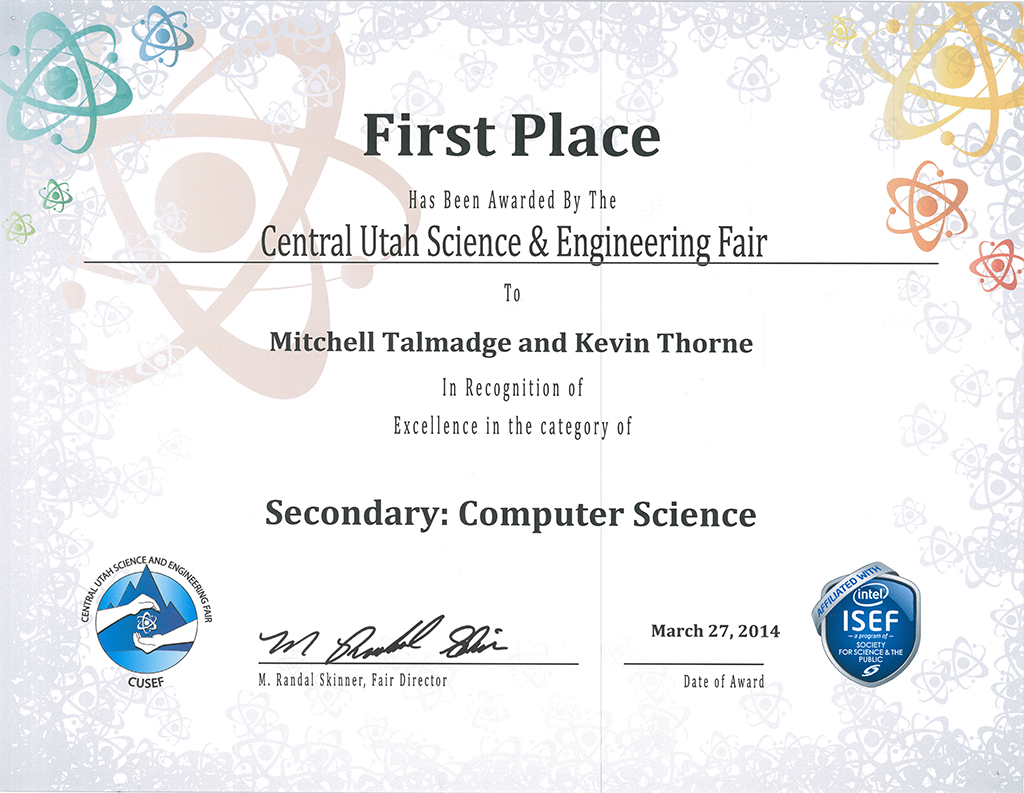 First Place
Has Been Awarded By The
Central Utah Science & Engineering Fair
To
Mitchell Talmadge and Kevin Thorne
In Recognition of
Excellence in the category of
Secondary: Computer Science
CENTRAL UTAH SCIENCE AND ENGINEERING FAIR
CUSEF
M Randal Skinner
M. Randal Skinner, Fair Director
March 27, 2014
Date of Award
AFFILIATED WITH
intel
ISEF
a program of
SOCIETY
FOR SCIENCE & THE
PUBLIC